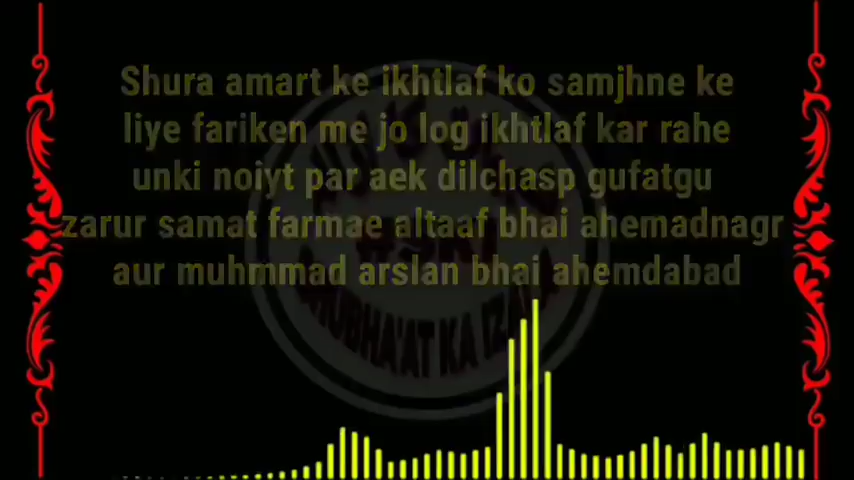 Shura amart ke ikhtlaf ko samjhne ke
liye fariken me jo log ikhtlaf kar rahe
unki noiyt par aek dilchasp gufatgu
zarur samat farmae altaaf bhai ahemadnagr
aur muhmmad arslan bhai ahemdabad
KA